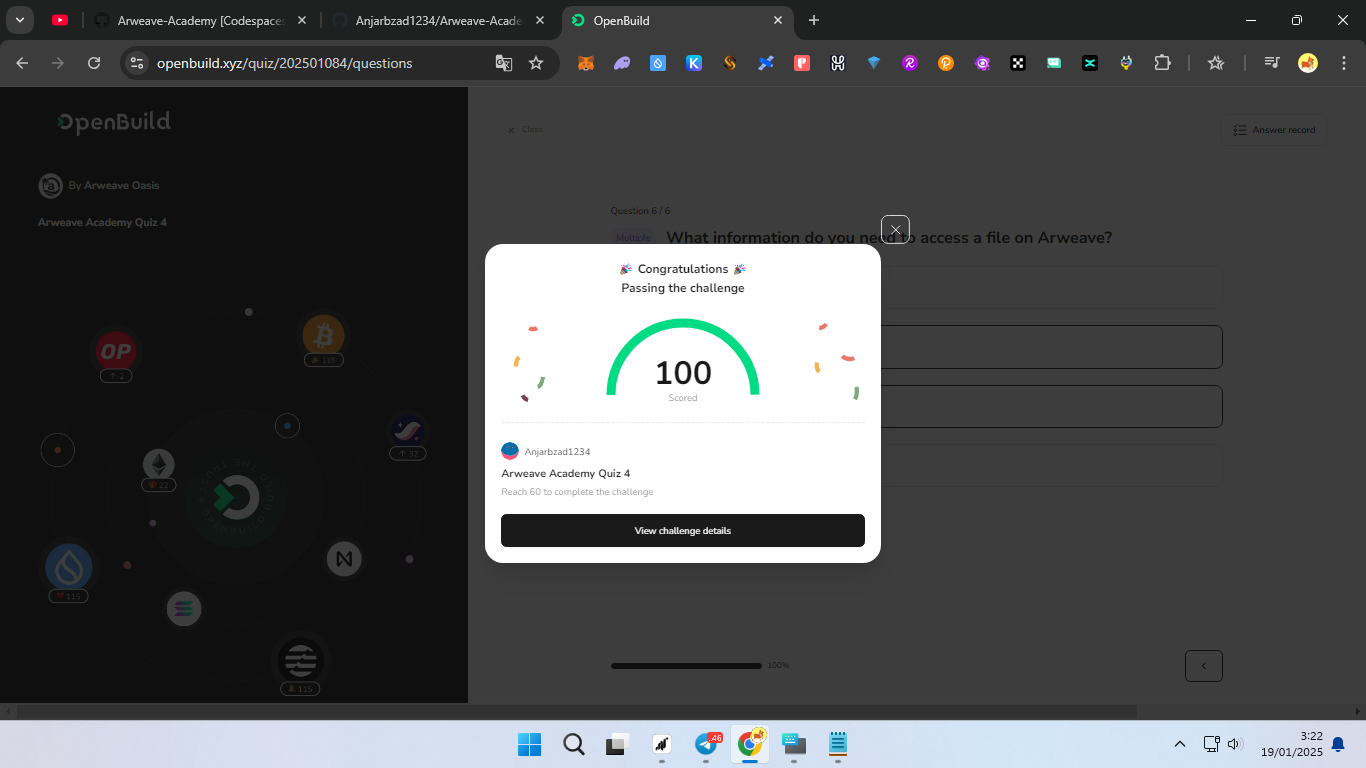 Arweave-Academy [Codespaces
Anjarbzad1234/Arweave-Acade
OpenBuild
openbuild.xyz/quiz/202501084/questions
OpenBuild
Class
Answer record
By Arweave Oasis
Arweave Academy Quiz 4
Question 6 / 6
Multiple
What information do you need to access a file on Arweave?
Congratulations
Passing the challenge
100
Scored
Anjarbzad1234
Arweave Academy Quiz 4
Reach 60 to complete the challenge
View challenge details
OP
2
115
32
22
115
115
100%
.46
3:22
19/01/2025